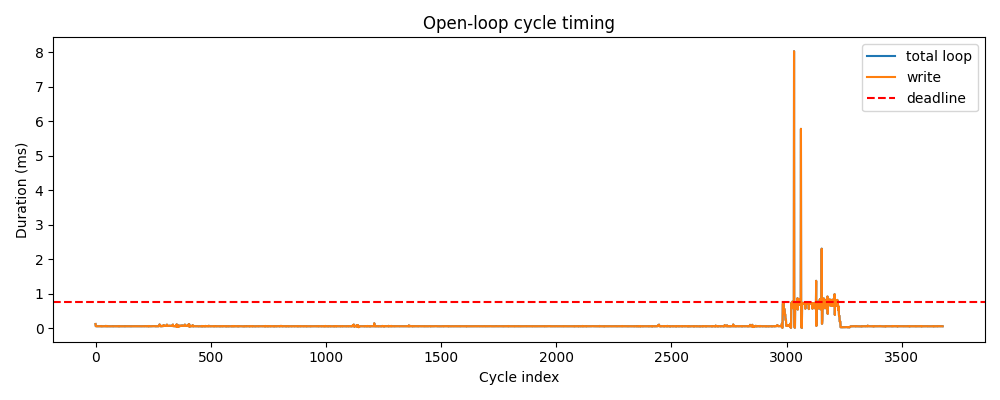 Open-loop cycle timing
total loop
write
deadline
Duration (ms)
8
7
6
5
4
3
2
1
0
0 500 1000 1500 2000 2500 3000 3500
Cycle index